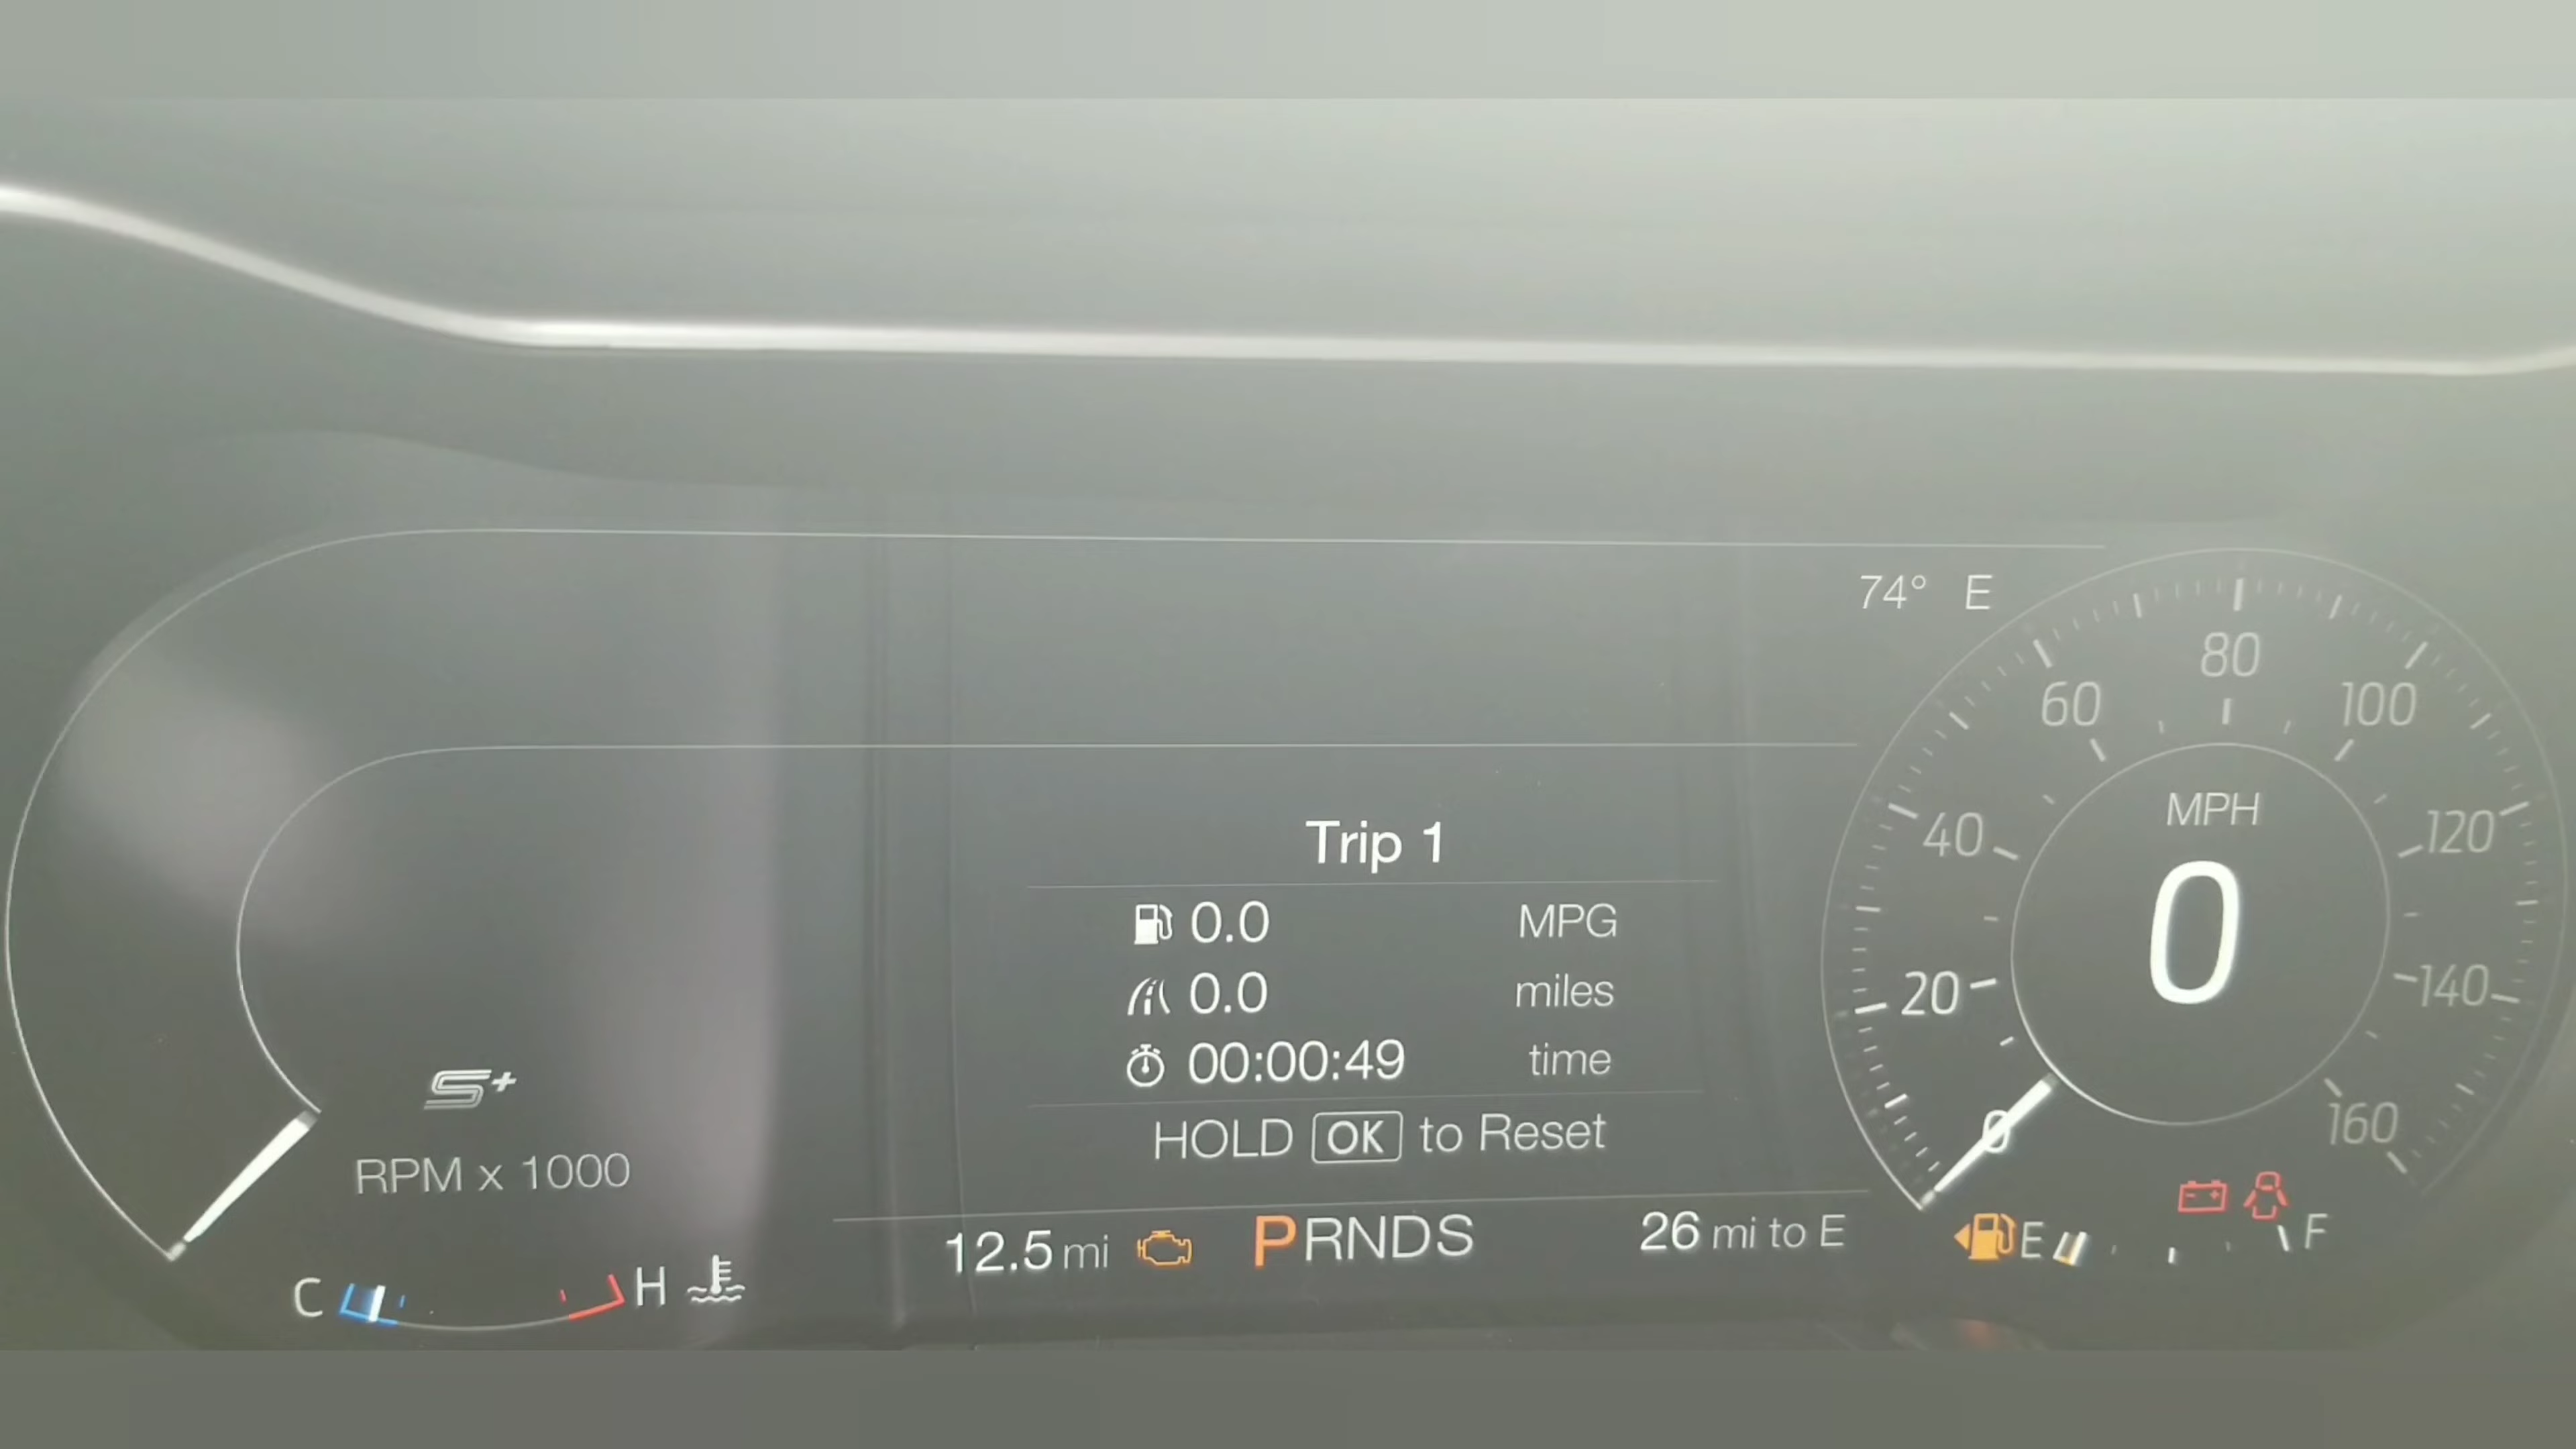 74° E
80
60 100
MPH
40 120
0
20 140
0 160
Trip 1
0.0 MPG
0.0 miles
00:00:49 time
HOLD OK to Reset
S+
RPM x 1000
12.5 mi PRNDS 26 mi to E
E F
C H